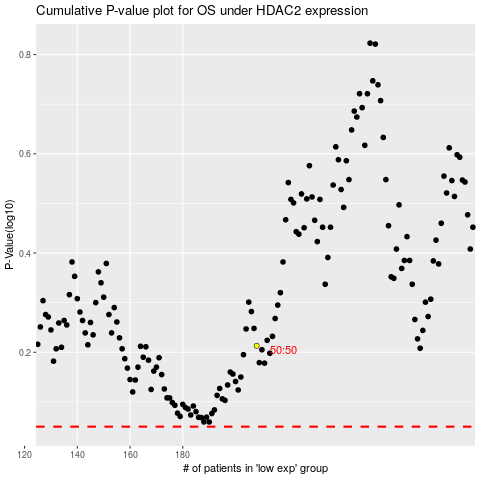 Cumulative P-value plot for OS under HDAC2 expression
0.8
0.6
0.4
0.2
P-Value(log10)
50:50
120 140 160 180
# of patients in 'low exp' group